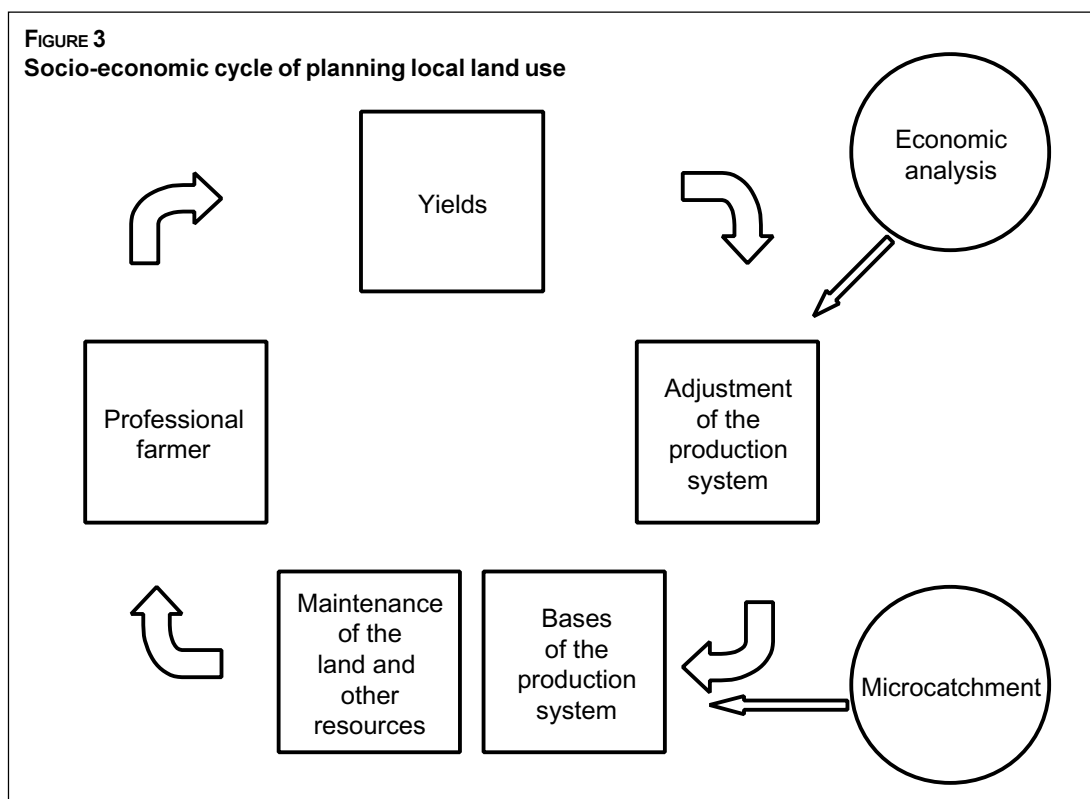 FIGURE 3
Socio-economic cycle of planning local land use
Economic
analysis
Yields
Professional
farmer
Adjustment
of the
production
system
Maintenance
of the
land and
other
resources
Bases
of the
production
system
Microcatchment